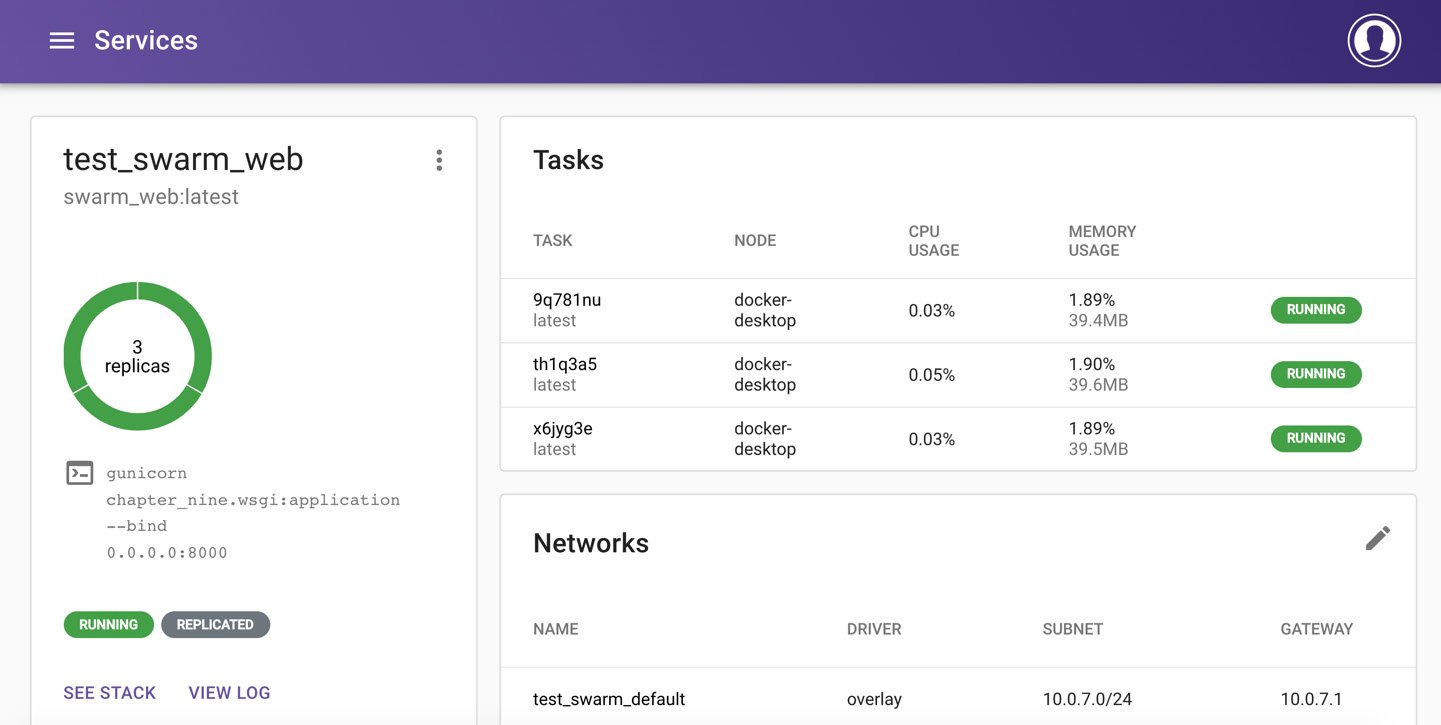 Services
test_swarm_web
swarm_web:latest
3
replicas
gunicorn
chapter_nine.wsgi:application
--bind
0.0.0.0:8000
RUNNING REPLICATED
SEE STACK VIEW LOG
Tasks
TASK NODE CPU USAGE MEMORY USAGE
9q781nu docker- 1.89%
latest desktop 0.03% 39.4MB RUNNING
th1q3a5 docker- 1.90%
latest desktop 0.05% 39.6MB RUNNING
x6jyg3e docker- 1.89%
latest desktop 0.03% 39.5MB RUNNING
Networks
NAME DRIVER SUBNET GATEWAY
test_swarm_default overlay 10.0.7.0/24 10.0.7.1